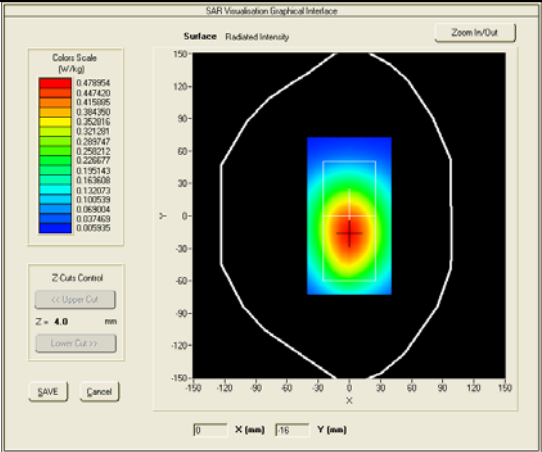 SAR Visualisation Graphical Interface
Surface Radiated Intensity
Zoom In/Out
Colors Scale
(W/kg)
0.478954
0.447420
0.415885
0.384350
0.352816
0.321281
0.289747
0.258212
0.226677
0.195143
0.163608
0.132073
0.100539
0.069004
0.037469
0.005935
Z-Cuts Control
<< Upper Cut
Z = 4.0 mm
Lower Cut >>
SAVE Cancel
150-
120-
90-
60-
30-
0-
-30-
-60-
-90-
-120-
-150-
Y
-150 -120 -90 -60 -30 0 30 60 90 120 150
X
0 X (mm) -16 Y (mm)